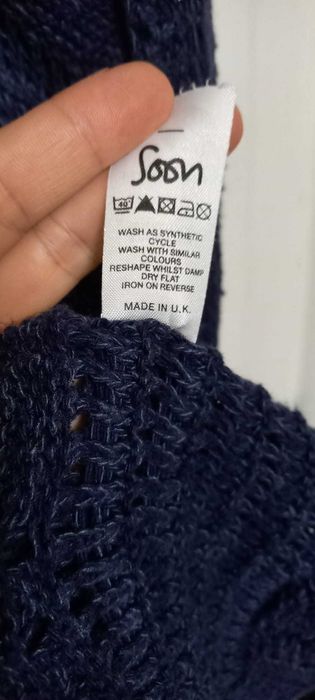 Soon
40
WASH AS SYNTHETIC
CYCLE
WASH WITH SIMILAR
COLOURS
RESHAPE WHILST DAMP
DRY FLAT
IRON ON REVERSE
MADE IN U.K.